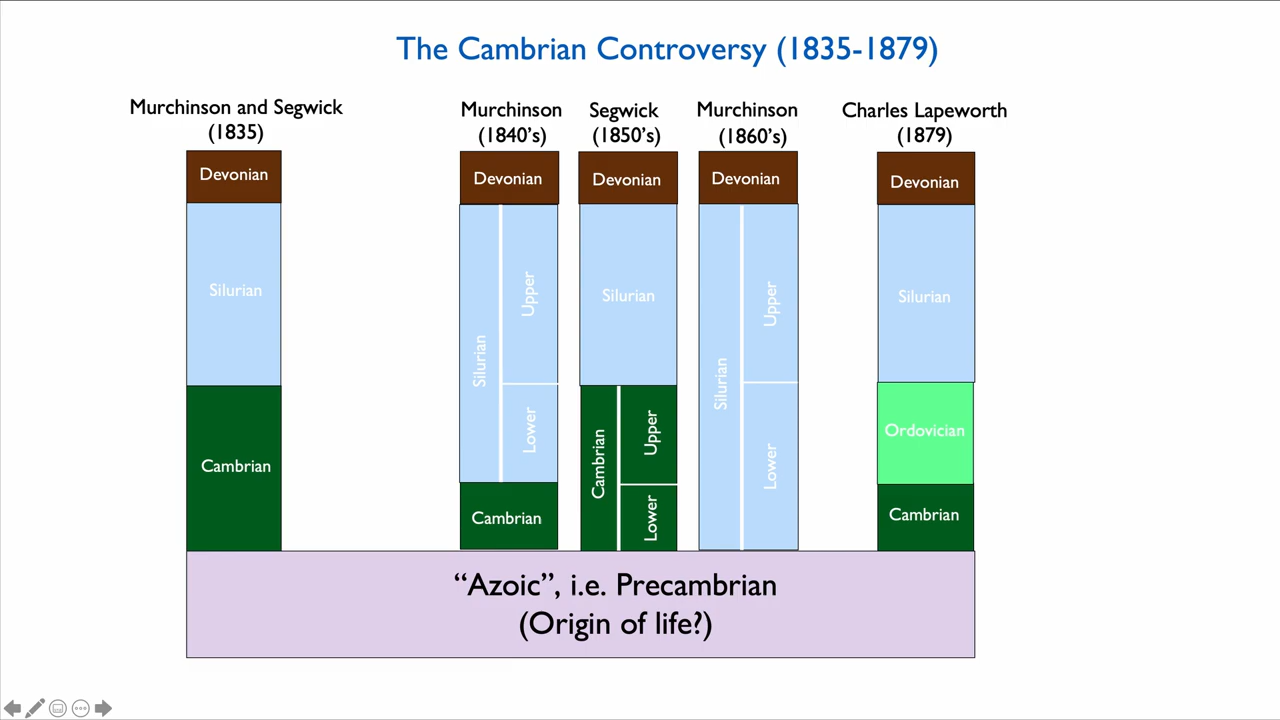 The Cambrian Controversy (1835-1879)
Murchinson and Segwick
(1835)
Devonian
Silurian
Cambrian
Murchinson
(1840's)
Devonian
Silurian
Upper
Lower
Cambrian
Segwick
(1850's)
Devonian
Silurian
Cambrian
Upper
Lower
Murchinson
(1860's)
Devonian
Silurian
Upper
Lower
Charles Lapeworth
(1879)
Devonian
Silurian
Ordovician
Cambrian
“Azoic”, i.e. Precambrian
(Origin of life?)